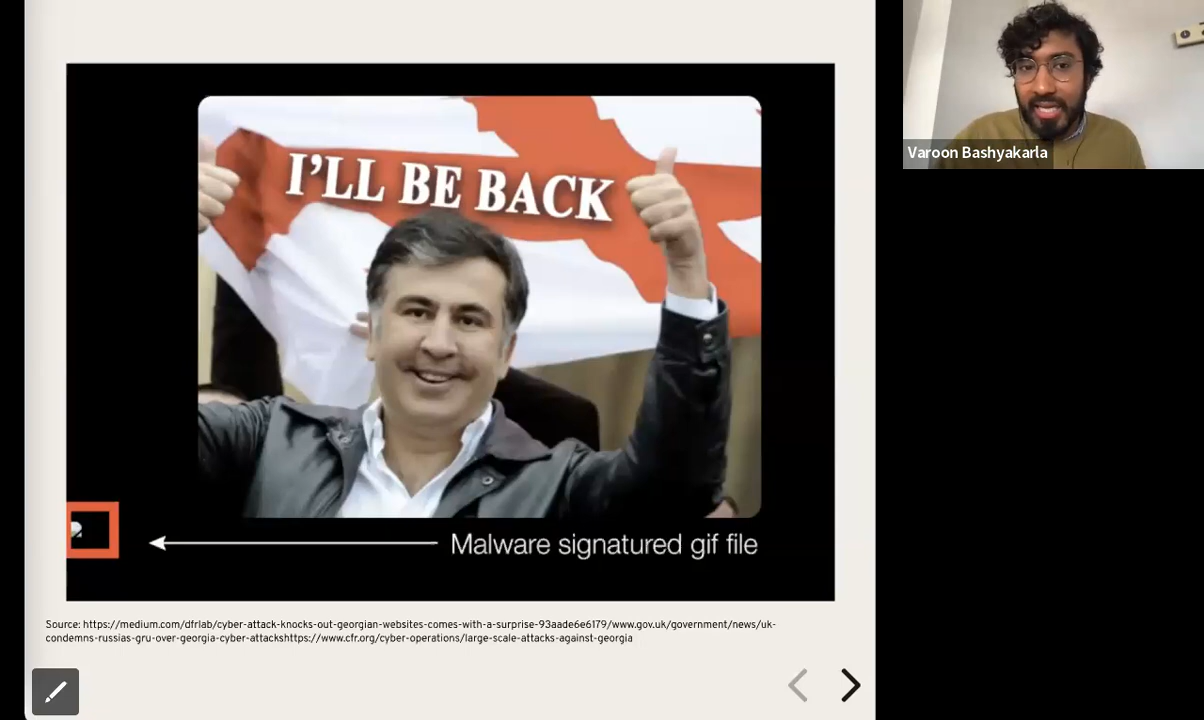 I'LL BE BACK
Varoon Bashyakarla
Malware signatured gif file
Source: https://medium.com/dfrlab/cyber-attack-knocks-out-georgian-websites-comes-with-a-surprise-93aade6e6179/www.gov.uk/government/news/uk-
condemns-russias-gru-over-georgia-cyber-attackshttps://www.cfr.org/cyber-operations/large-scale-attacks-against-georgia